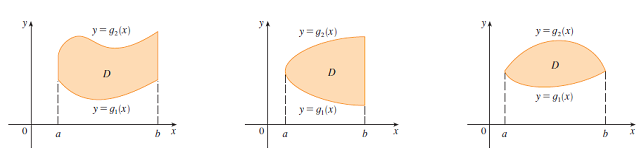 y
y = g₂(x)
D
y = g₁(x)
0
a
b
x
y
y = g₂(x)
D
y = g₁(x)
0
a
b
x
y
y = g₂(x)
D
y = g₁(x)
0
a
b
x